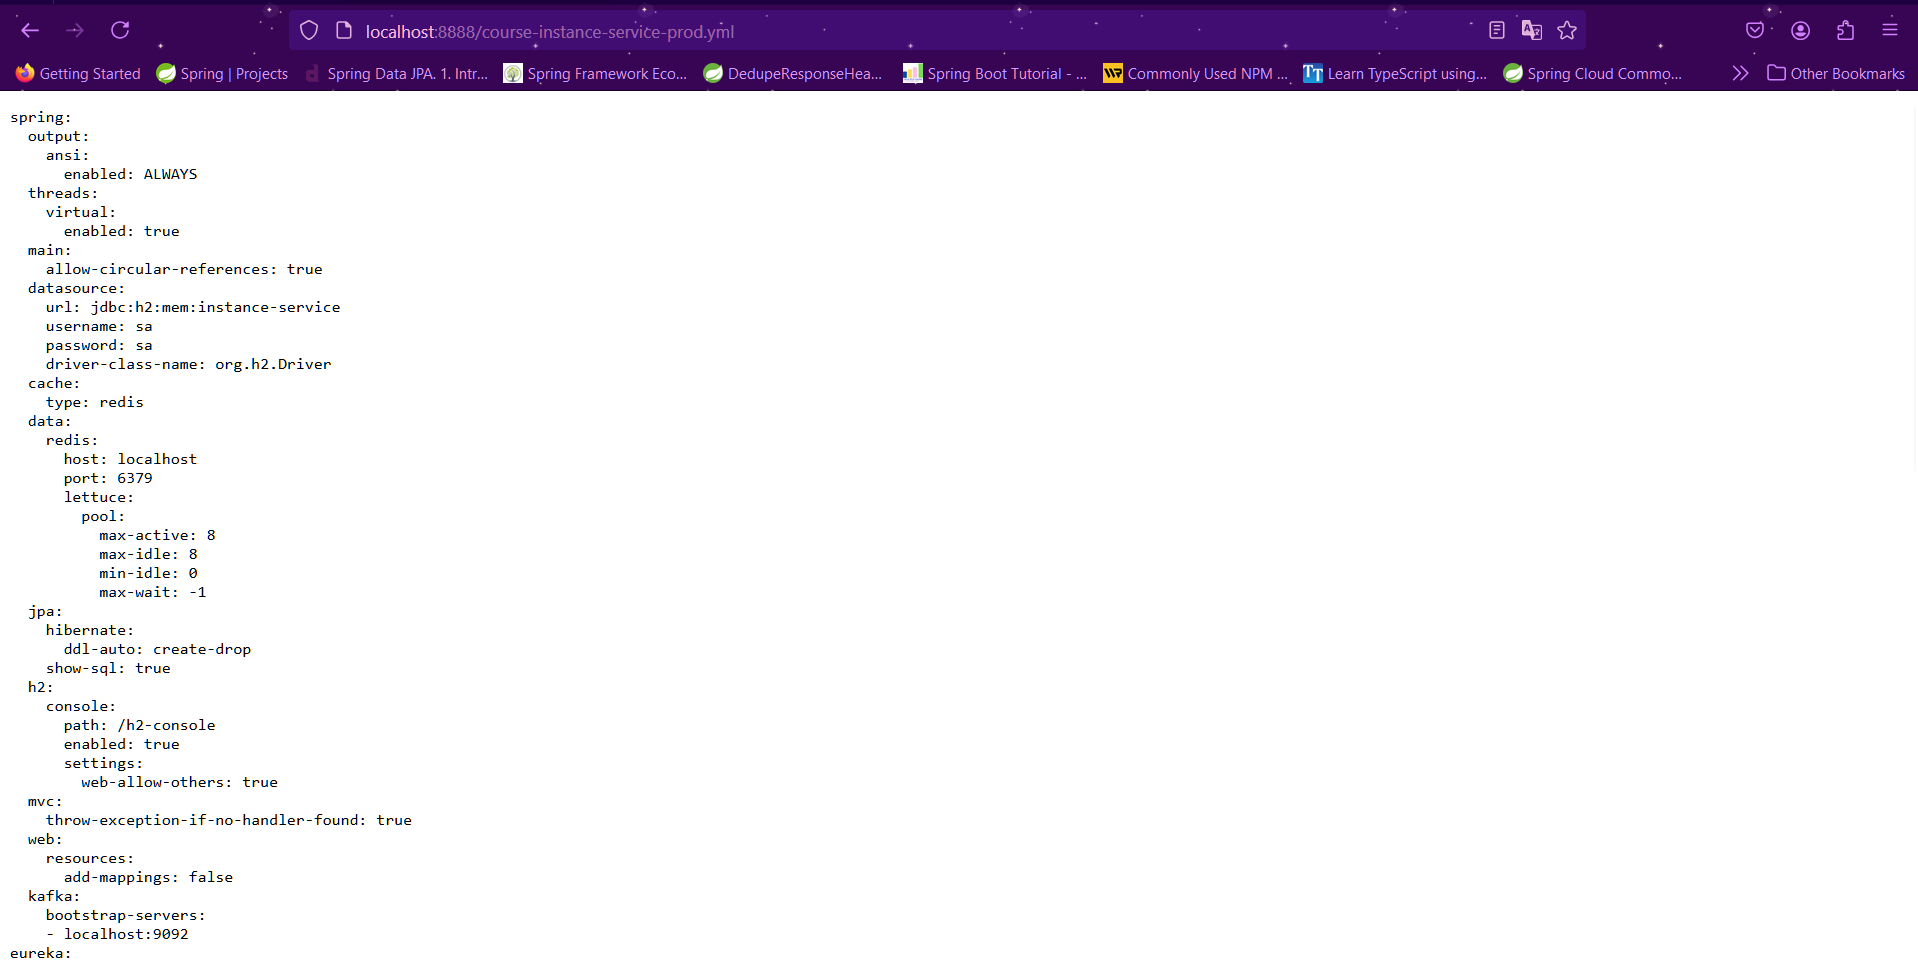 localhost:8888/course-instance-service-prod.yml
Getting Started
Spring | Projects
Spring Data JPA. 1. Intr...
Spring Framework Eco...
DedupeResponseHea...
Spring Boot Tutorial - ...
Commonly Used NPM ...
TT
Learn TypeScript using...
Spring Cloud Commo...
Other Bookmarks
spring:
  output:
    ansi:
      enabled: ALWAYS
  threads:
    virtual:
      enabled: true
  main:
    allow-circular-references: true
  datasource:
    url: jdbc:h2:mem:instance-service
    username: sa
    password: sa
    driver-class-name: org.h2.Driver
  cache:
    type: redis
  data:
    redis:
      host: localhost
      port: 6379
      lettuce:
        pool:
          max-active: 8
          max-idle: 8
          min-idle: 0
          max-wait: -1
  jpa:
    hibernate:
      ddl-auto: create-drop
    show-sql: true
  h2:
    console:
      path: /h2-console
      enabled: true
      settings:
        web-allow-others: true
  mvc:
    throw-exception-if-no-handler-found: true
  web:
    resources:
      add-mappings: false
  kafka:
    bootstrap-servers:
    - localhost:9092
eureka: